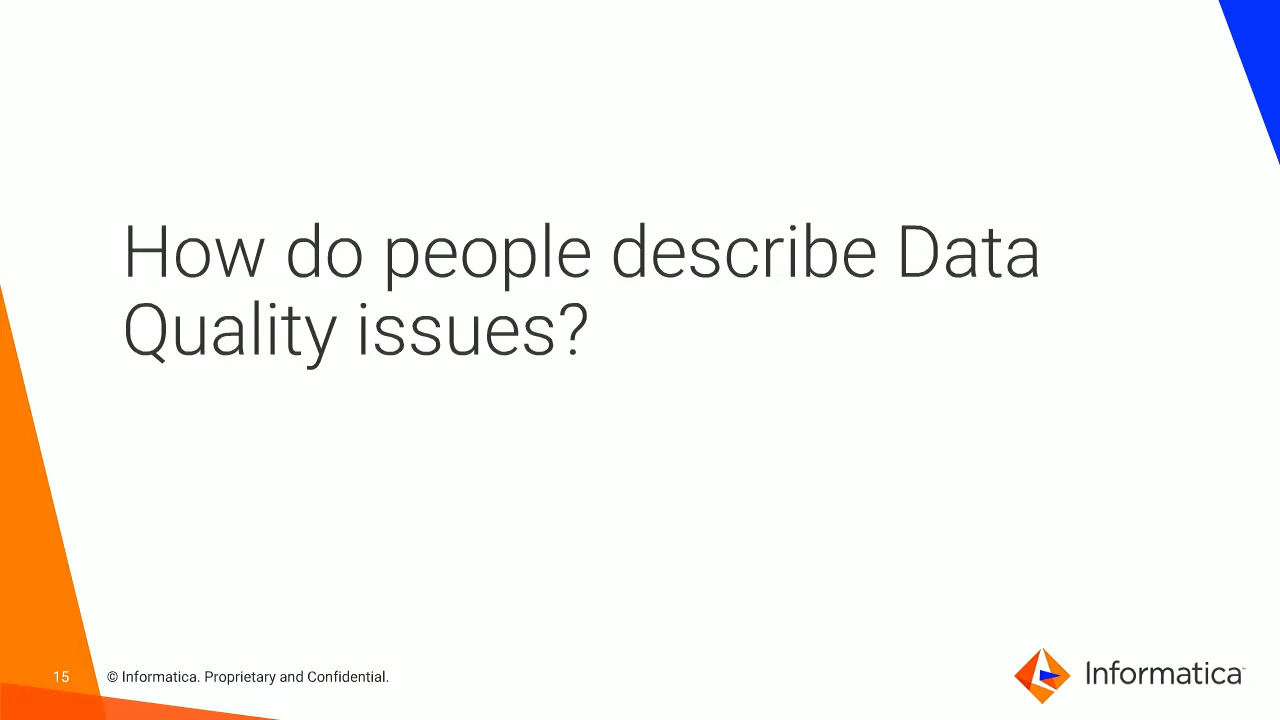 How do people describe Data
Quality issues?
15 © Informatica. Proprietary and Confidential.
Informatica